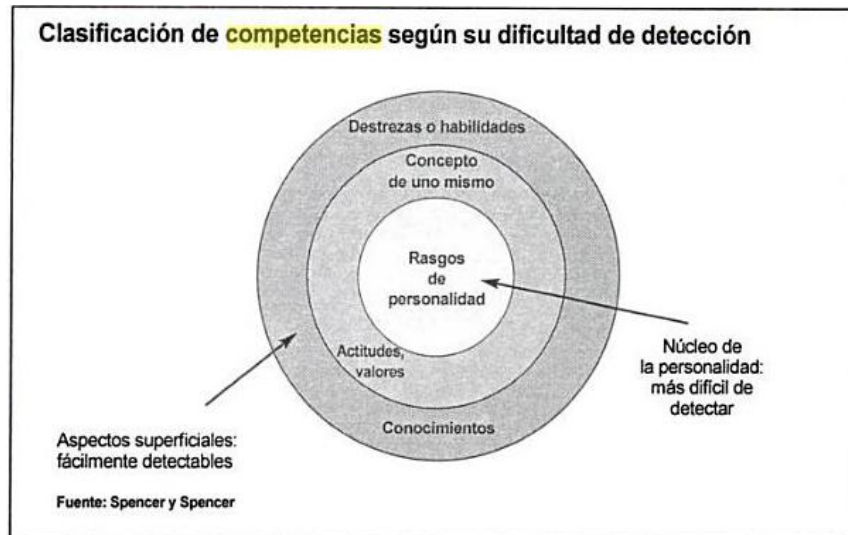 Clasificación de competencias según su dificultad de detección
Destrezas o habilidades
Concepto
de uno mismo
Rasgos
de
personalidad
Actitudes,
valores
Conocimientos
Núcleo de
la personalidad:
más difícil de
detectar
Aspectos superficiales:
fácilmente detectables
Fuente: Spencer y Spencer